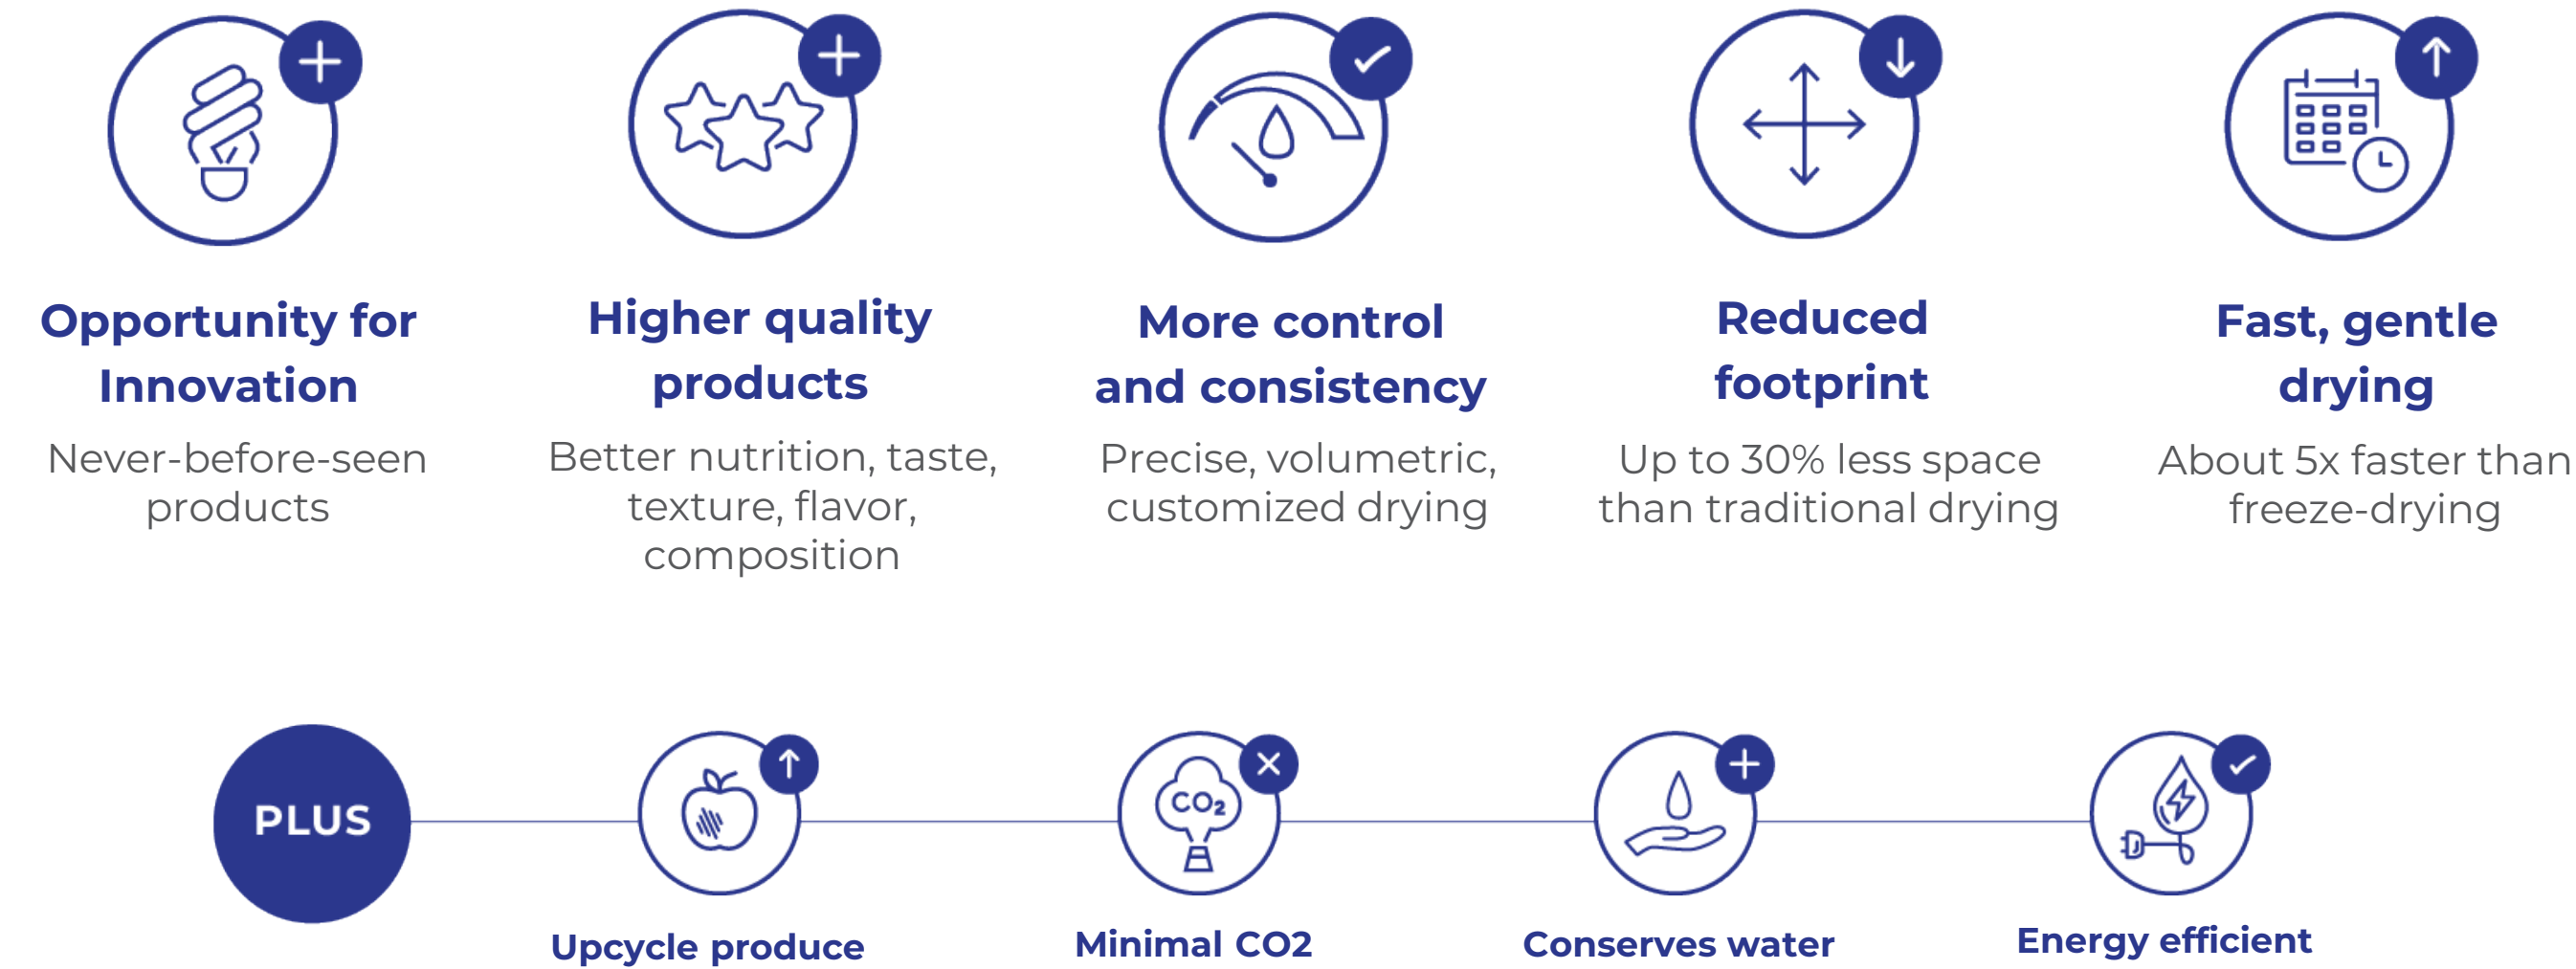 Opportunity for
Innovation
Never-before-seen
products
Higher quality
products
Better nutrition, taste,
texture, flavor,
composition
More control
and consistency
Precise, volumetric,
customized drying
Reduced
footprint
Up to 30% less space
than traditional drying
Fast, gentle
drying
About 5x faster than
freeze-drying
PLUS
Upcycle produce
CO₂
Minimal CO2
Conserves water
Energy efficient